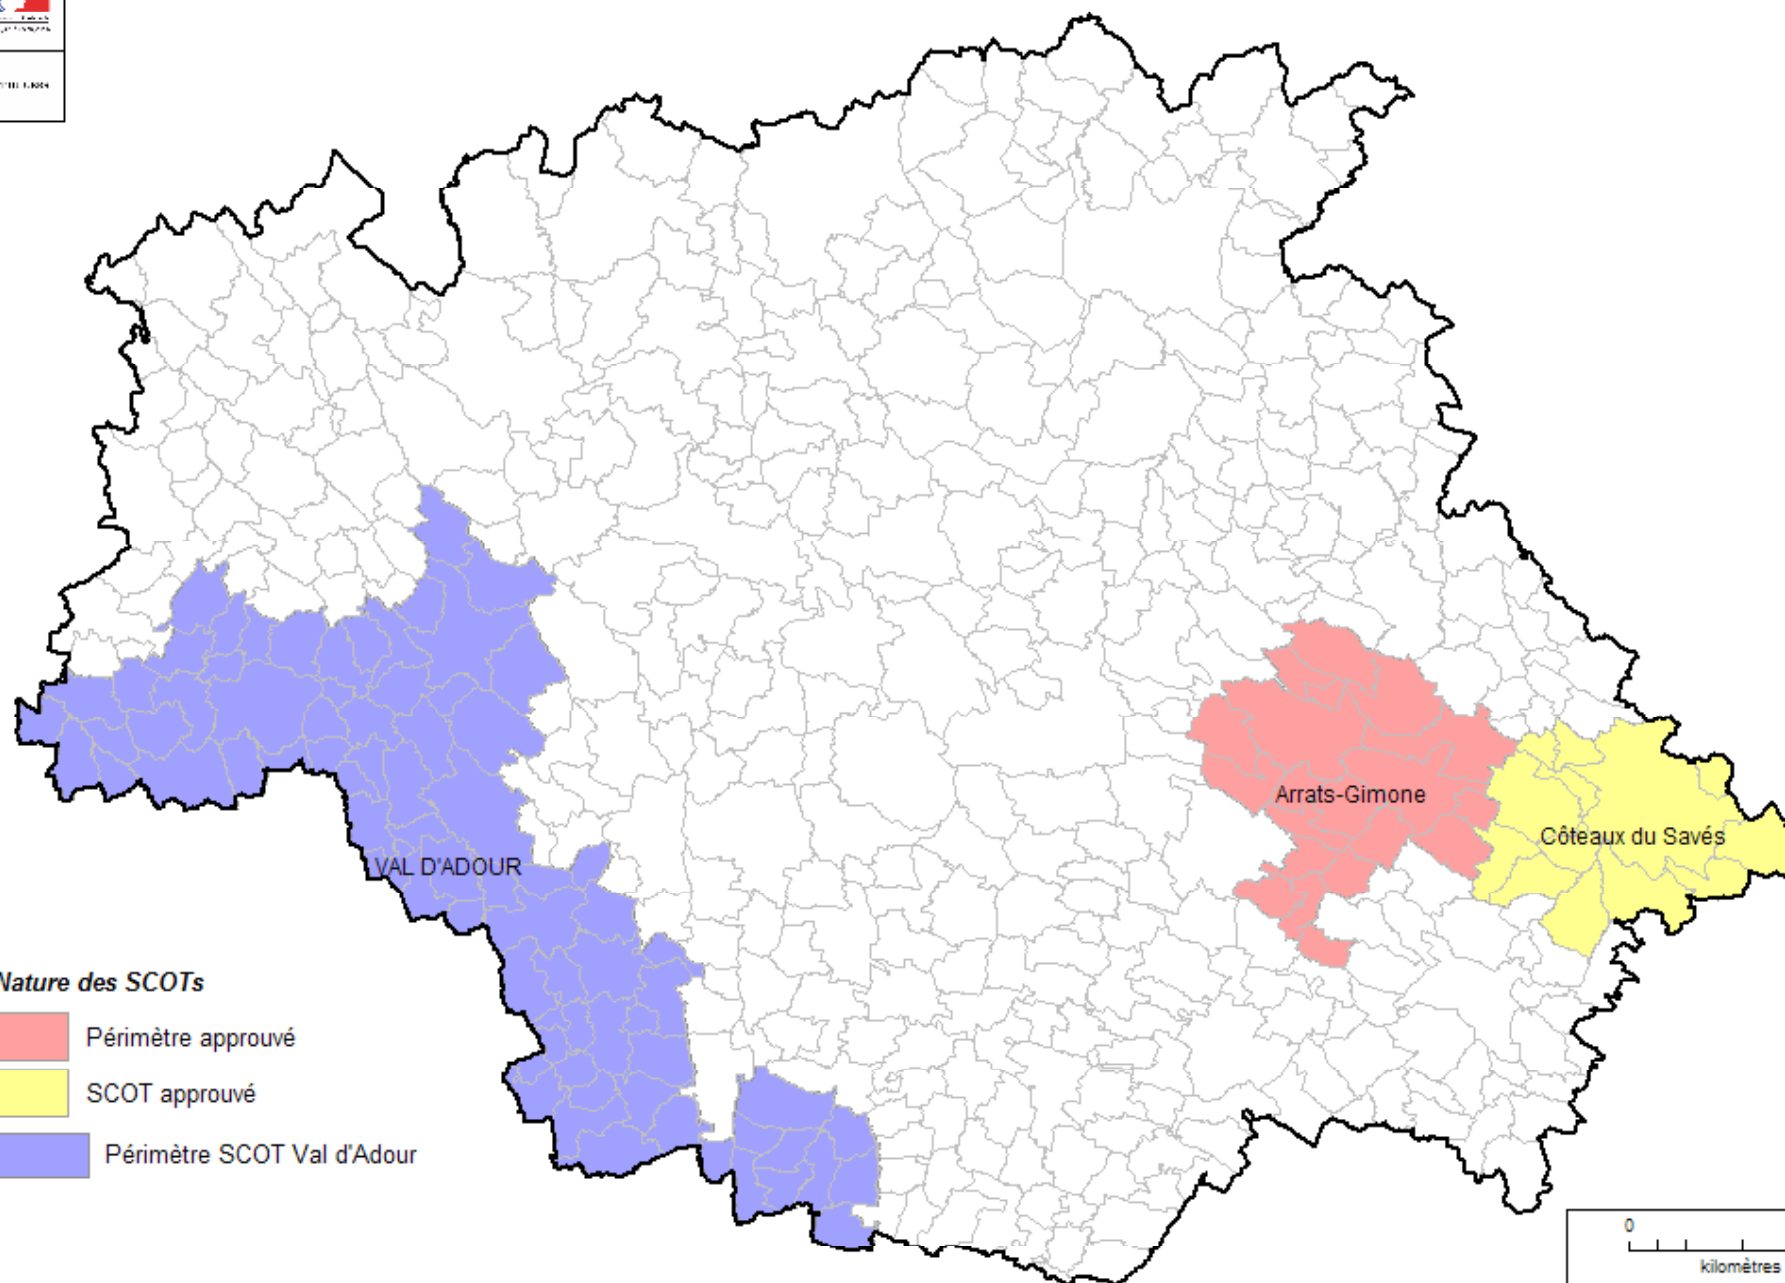 Arrats-Gimone
Côteaux du Savés
VAL D'ADOUR
Nature des SCOTs
Périmètre approuvé
SCOT approuvé
Périmètre SCOT Val d'Adour
0
kilomètres